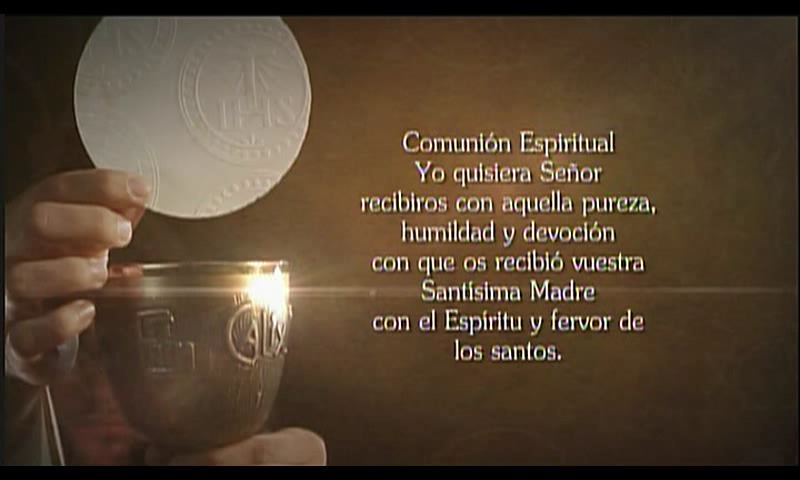 IHS
Comunión Espiritual
Yo quisiera Señor
recibiros con aquella pureza,
humildad y devoción
con que os recibió vuestra
Santísima Madre
con el Espíritu y fervor de
los santos.